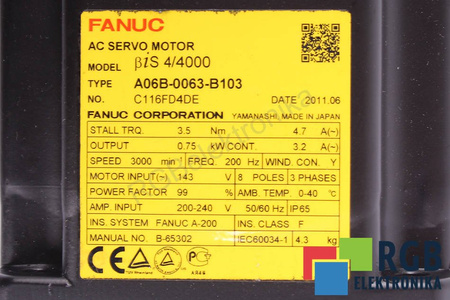 FANUC
AC SERVO MOTOR
MODEL βiS 4/4000
TYPE A06B-0063-B103
NO. C116FD4DE DATE 2011.06
FANUC CORPORATION YAMANASHI MADE IN JAPAN
STALL TRQ. 3.5 Nm 4.7 A(~)
OUTPUT 0.75 kW CONT. 3.2 A(~)
SPEED 3000 min⁻¹ FREQ. 200 Hz WIND. CON. Y
MOTOR INPUT(~) 143 V 8 POLES 3 PHASES
POWER FACTOR 99 % AMB. TEMP. 0-40 ℃
AMP. INPUT 200-240 V 50/60 Hz IP65
INS. SYSTEM FANUC A-200 INS. CLASS F
MANUAL NO. B-65302 IEC60034-1 4.3 kg
CE
RGB
ELEKTRONIKA